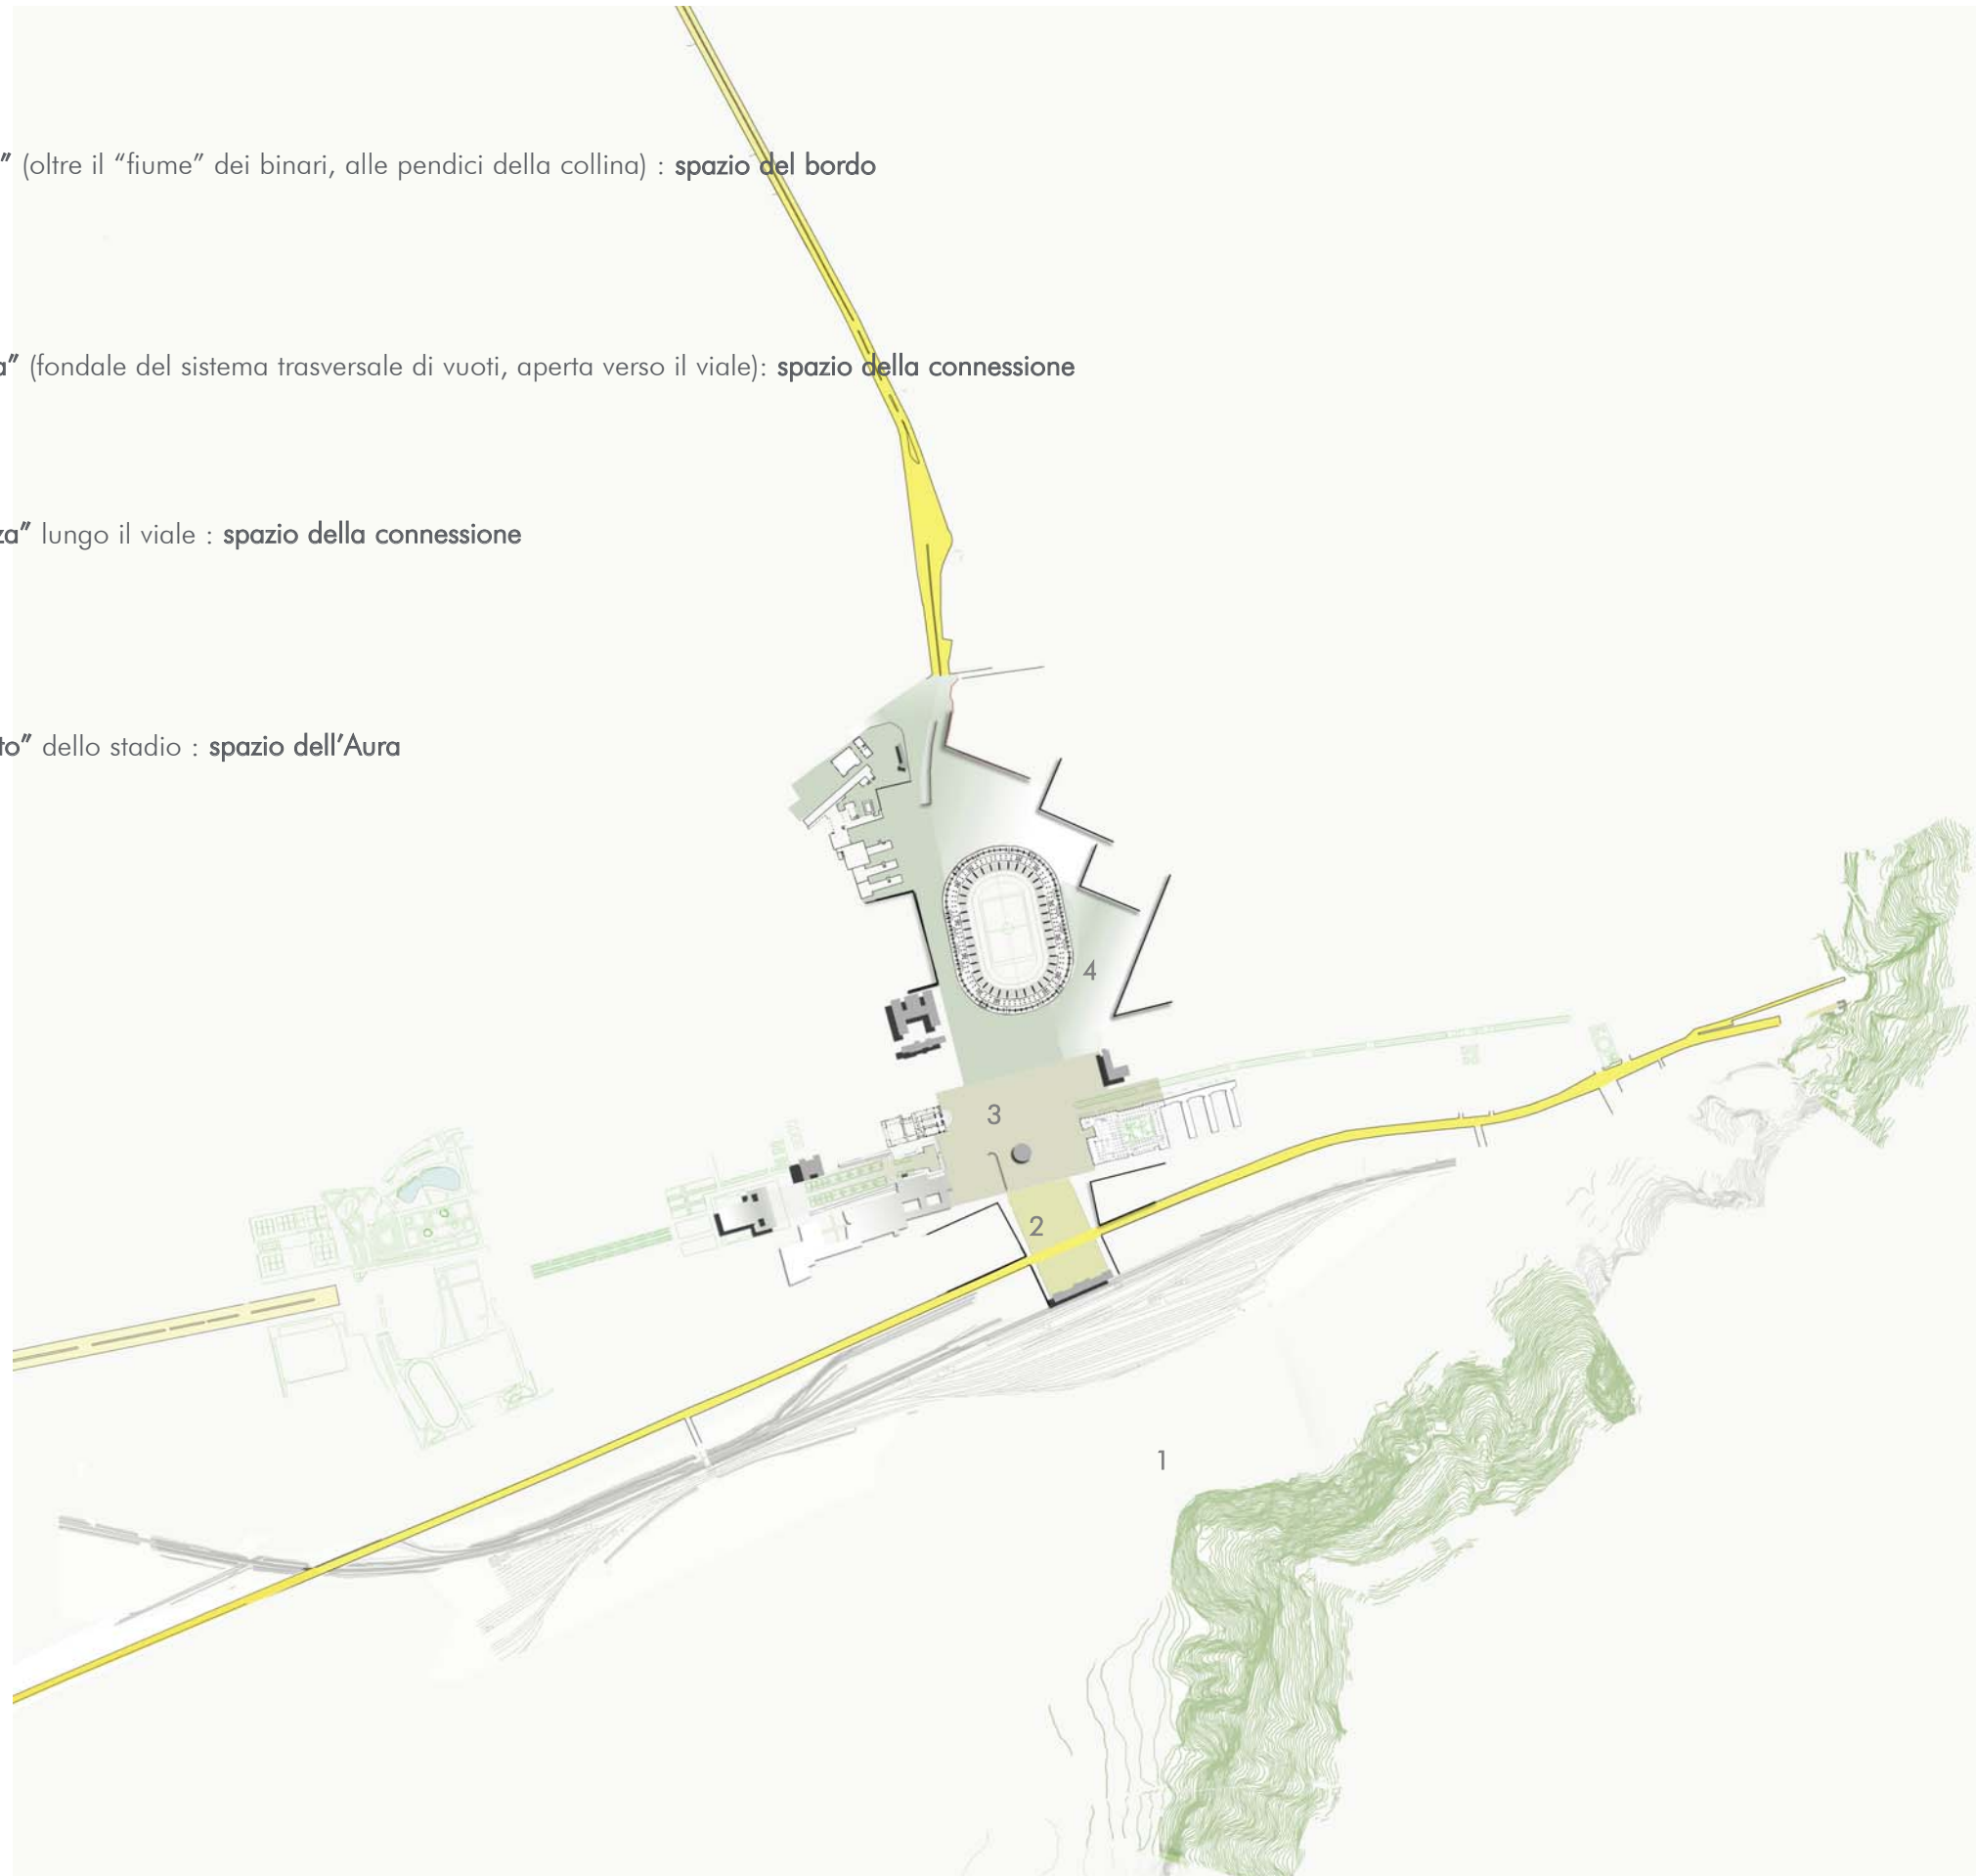 ” (oltre il “fiume” dei binari, alle pendici della collina) : spazio del bordo
a” (fondale del sistema trasversale di vuoti, aperta verso il viale): spazio della connessione
za” lungo il viale : spazio della connessione
to” dello stadio : spazio dell’Aura
4
3
2
1